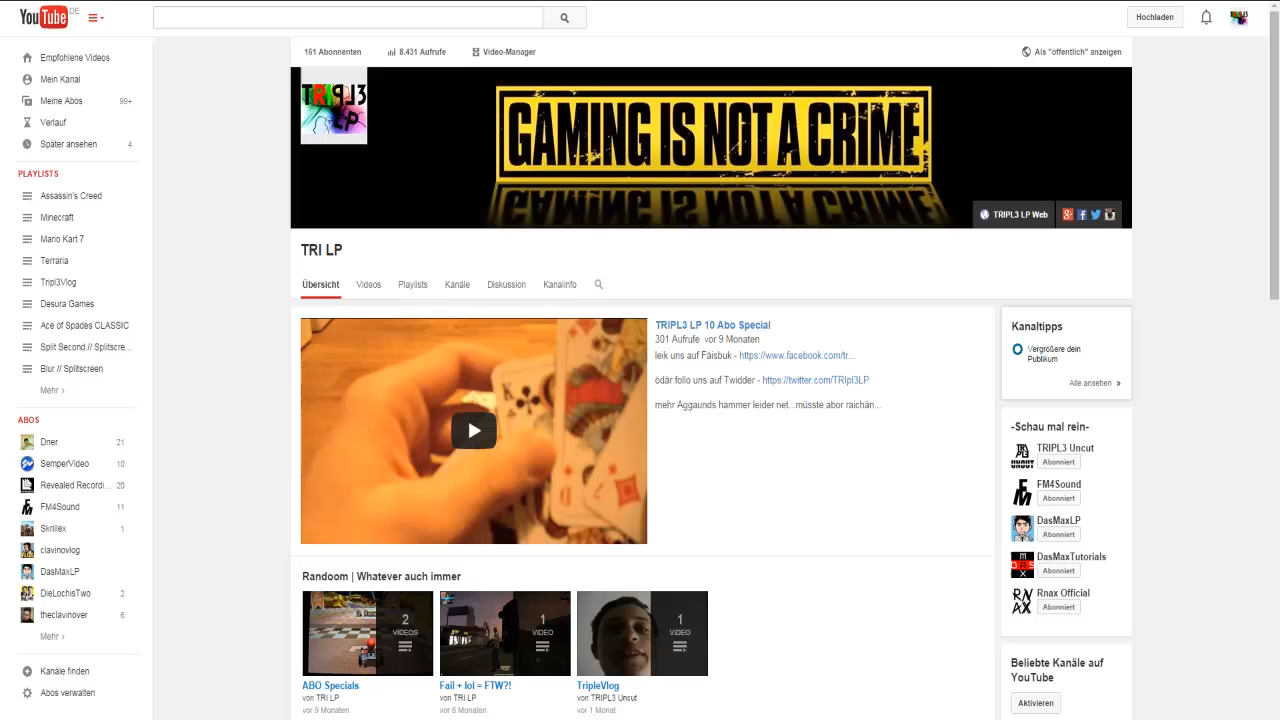 YouTube DE
Hochladen
Empfohlene Videos
Mein Kanal
Meine Abos 99+
Verlauf
Später ansehen 4
PLAYLISTS
Assassin's Creed
Minecraft
Mario Kart 7
Terraria
Tripl3Vlog
Desura Games
Ace of Spades CLASSIC
Split Second // Splitscre...
Blur // Splitscreen
Mehr ›
ABOS
Dner 21
SemperVideo 10
Revealed Recordi... 20
FM4Sound 11
Skrillex 1
clavinovlog
DasMaxLP
DieLochisTwo 2
theclavinover 6
Mehr ›
Kanäle finden
Abos verwalten
161 Abonnenten 8.431 Aufrufe Video-Manager Als "öffentlich" anzeigen
TRIPL3
LP
GAMING IS NOT A CRIME
TRIPL3 LP Web
TRI LP
Übersicht Videos Playlists Kanäle Diskussion Kanalinfo
TRIPL3 LP 10 Abo Special
301 Aufrufe vor 9 Monaten
leik uns auf Fäisbuk - https://www.facebook.com/tr...
ödär follo uns auf Twidder - https://twitter.com/TRIpl3LP
mehr Aggaunds hammer leider net...müsste abor raichän...
Randoom | Whatever auch immer
2
VIDEOS
ABO Specials
von TRI LP
vor 9 Monaten
1
VIDEO
Fail + lol = FTW?!
von TRI LP
vor 8 Monaten
1
VIDEO
TripleVlog
von TRIPL3 Uncut
vor 1 Monat
Kanaltipps
Vergrößere dein
Publikum
Alle ansehen »
-Schau mal rein-
TRIPL3 Uncut
Abonniert
FM4Sound
Abonniert
DasMaxLP
Abonniert
DasMaxTutorials
Abonniert
Rnax Official
Abonniert
Beliebte Kanäle auf
YouTube
Aktivieren